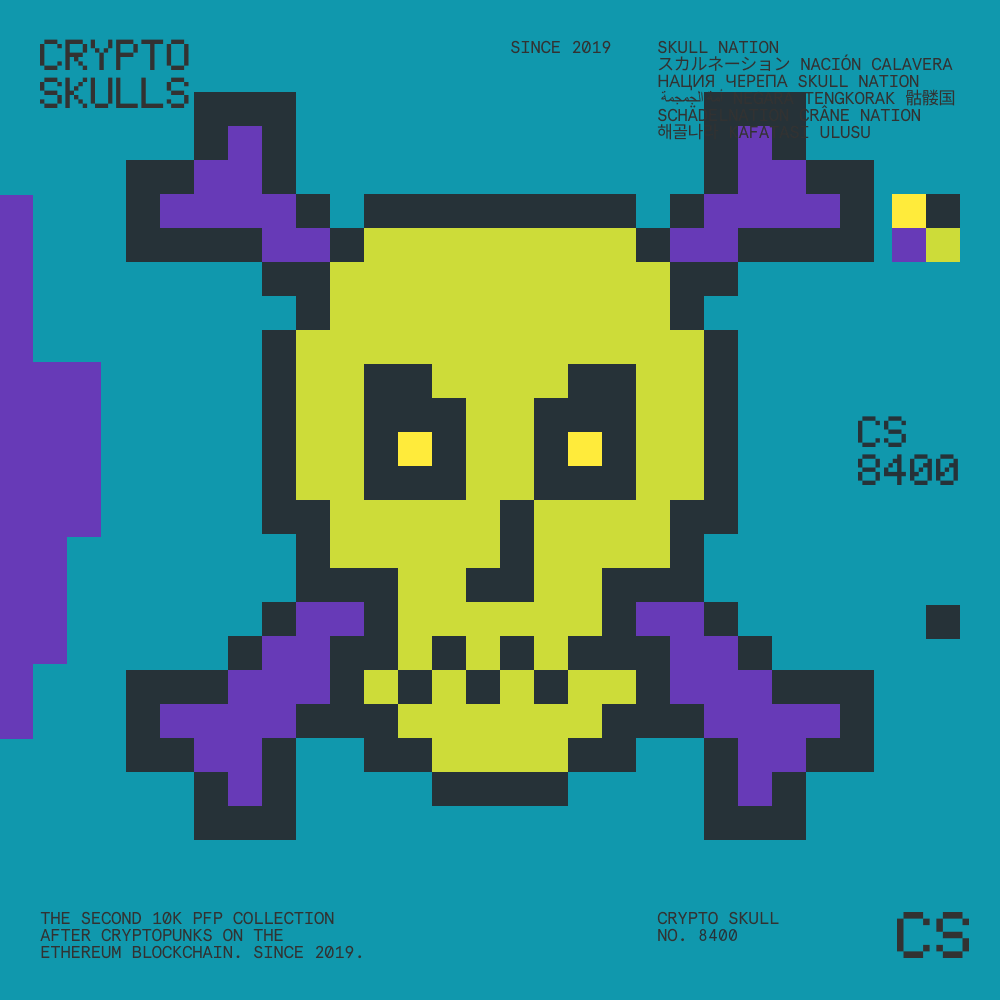 CRYPTO
SKULLS
SINCE 2019
SKULL NATION
スカルネーション NACIÓN CALAVERA
НАЦИЯ ЧЕРЕПА SKULL NATION
TENGKORAK 骷髅国
CRÂNE NATION
해골나 ULUSU
CS
8400
THE SECOND 10K PFP COLLECTION
AFTER CRYPTOPUNKS ON THE
ETHEREUM BLOCKCHAIN. SINCE 2019.
CRYPTO SKULL
NO. 8400
CS